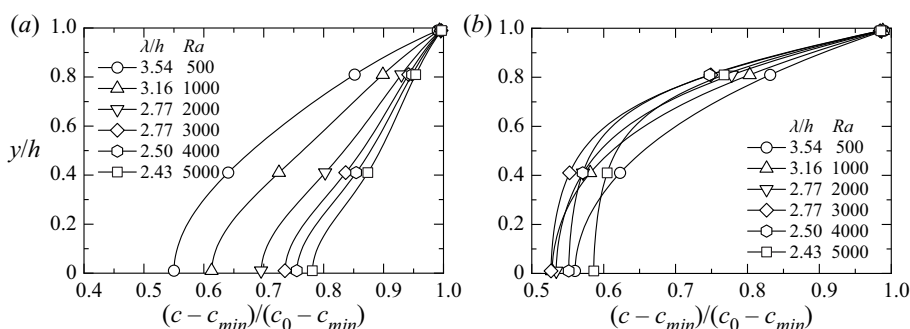 (a)
1.0
0.8
0.6
0.4
0.2
0
y/h
λ/h Ra
3.54 500
3.16 1000
2.77 2000
2.77 3000
2.50 4000
2.43 5000
0.4 0.5 0.6 0.7 0.8 0.9 1.0
(c − c_min)/(c_0 − c_min)
(b)
1.0
0.8
0.6
0.4
0.2
0
λ/h Ra
3.54 500
3.16 1000
2.77 2000
2.77 3000
2.50 4000
2.43 5000
0.5 0.6 0.7 0.8 0.9 1.0
(c − c_min)/(c_0 − c_min)